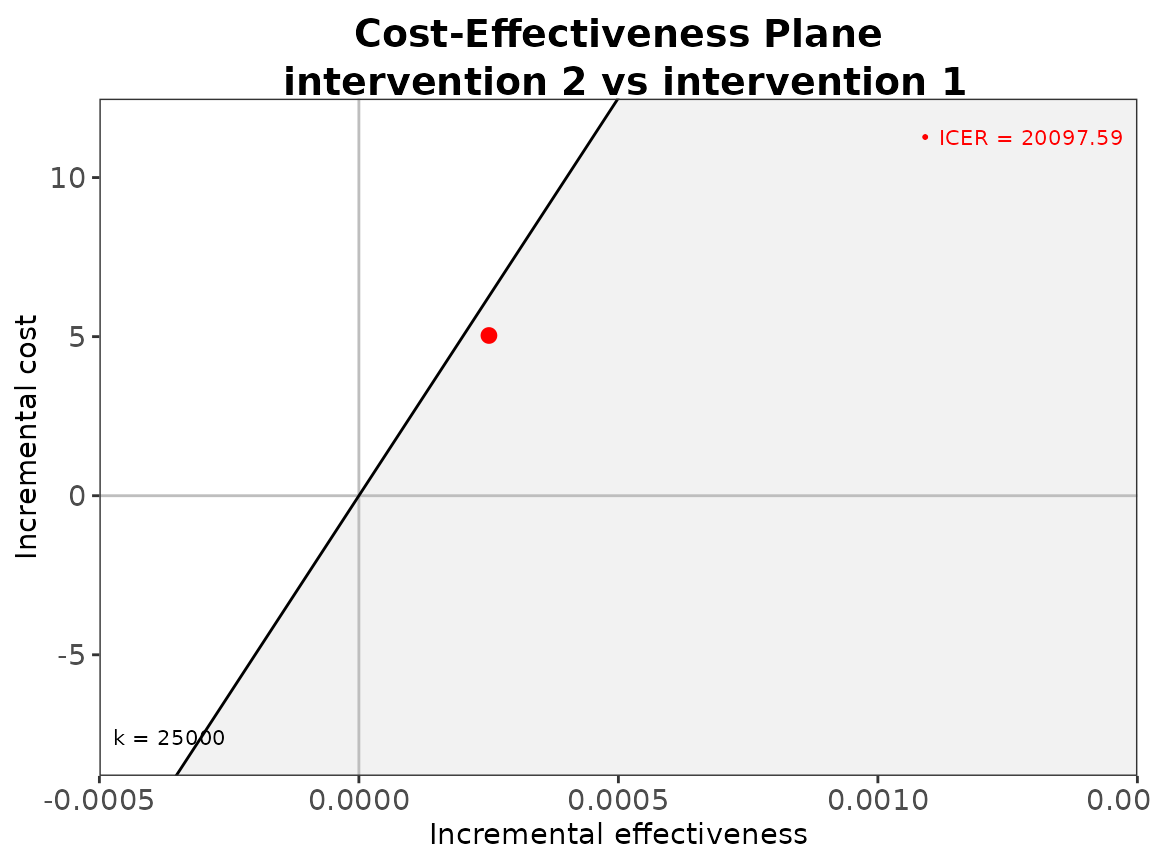 Cost-Effectiveness Plane
intervention 2 vs intervention 1
• ICER = 20097.59
10
5
0
-5
Incremental cost
k = 25000
-0.0005 0.0000 0.0005 0.0010 0.00
Incremental effectiveness